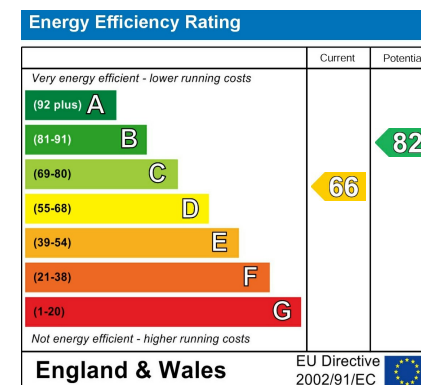 Energy Efficiency Rating
Current Potentia
Very energy efficient - lower running costs
(92 plus) A
(81-91) B
82
(69-80) C
66
(55-68) D
(39-54) E
(21-38) F
(1-20) G
Not energy efficient - higher running costs
England & Wales
EU Directive
2002/91/EC